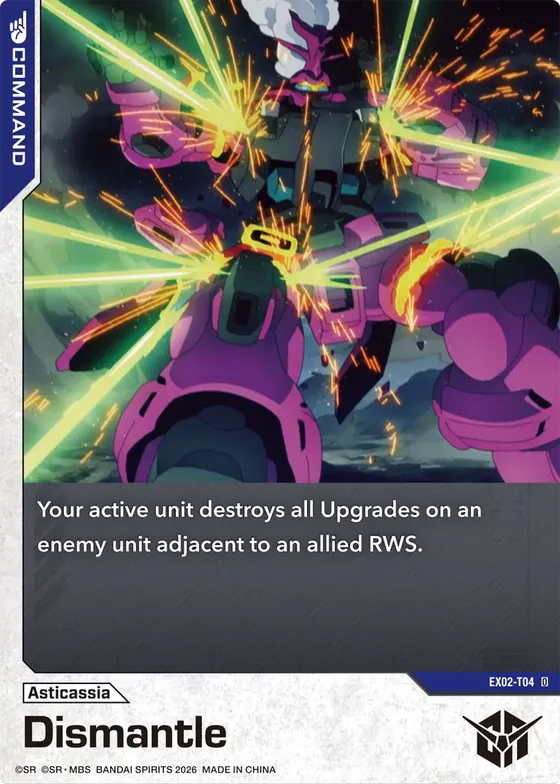 COMMAND
Your active unit destroys all Upgrades on an
enemy unit adjacent to an allied RWS.
EX02-T04 0
Asticassia
Dismantle
©SR ©SR・MBS BANDAI SPIRITS 2026 MADE IN CHINA